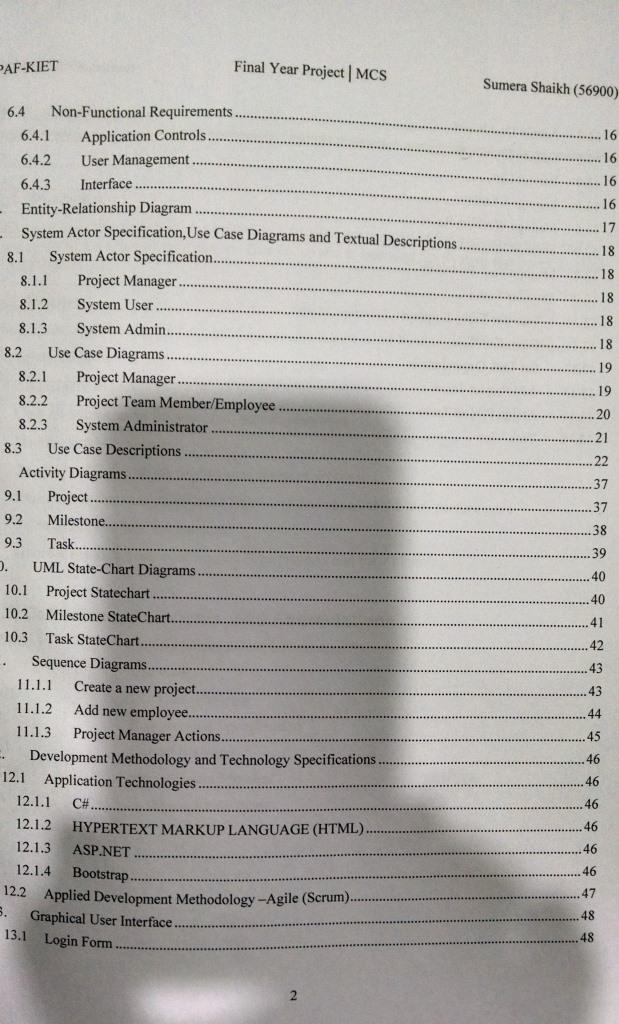 PAF-KIET Final Year Project | MCS Sumera Shaikh (56900)
6.4 Non-Functional Requirements 16
6.4.1 Application Controls 16
6.4.2 User Management 16
6.4.3 Interface 16
Entity-Relationship Diagram 17
System Actor Specification,Use Case Diagrams and Textual Descriptions 18
8.1 System Actor Specification 18
8.1.1 Project Manager 18
8.1.2 System User 18
8.1.3 System Admin 18
8.2 Use Case Diagrams 19
8.2.1 Project Manager 19
8.2.2 Project Team Member/Employee 20
8.2.3 System Administrator 21
8.3 Use Case Descriptions 22
Activity Diagrams 37
9.1 Project 37
9.2 Milestone 38
9.3 Task 39
UML State-Chart Diagrams 40
10.1 Project Statechart 40
10.2 Milestone StateChart 41
10.3 Task StateChart 42
Sequence Diagrams 43
11.1.1 Create a new project 43
11.1.2 Add new employee 44
11.1.3 Project Manager Actions 45
Development Methodology and Technology Specifications 46
12.1 Application Technologies 46
12.1.1 C# 46
12.1.2 HYPERTEXT MARKUP LANGUAGE (HTML) 46
12.1.3 ASP.NET 46
12.1.4 Bootstrap 46
12.2 Applied Development Methodology –Agile (Scrum) 47
Graphical User Interface 48
13.1 Login Form 48
2